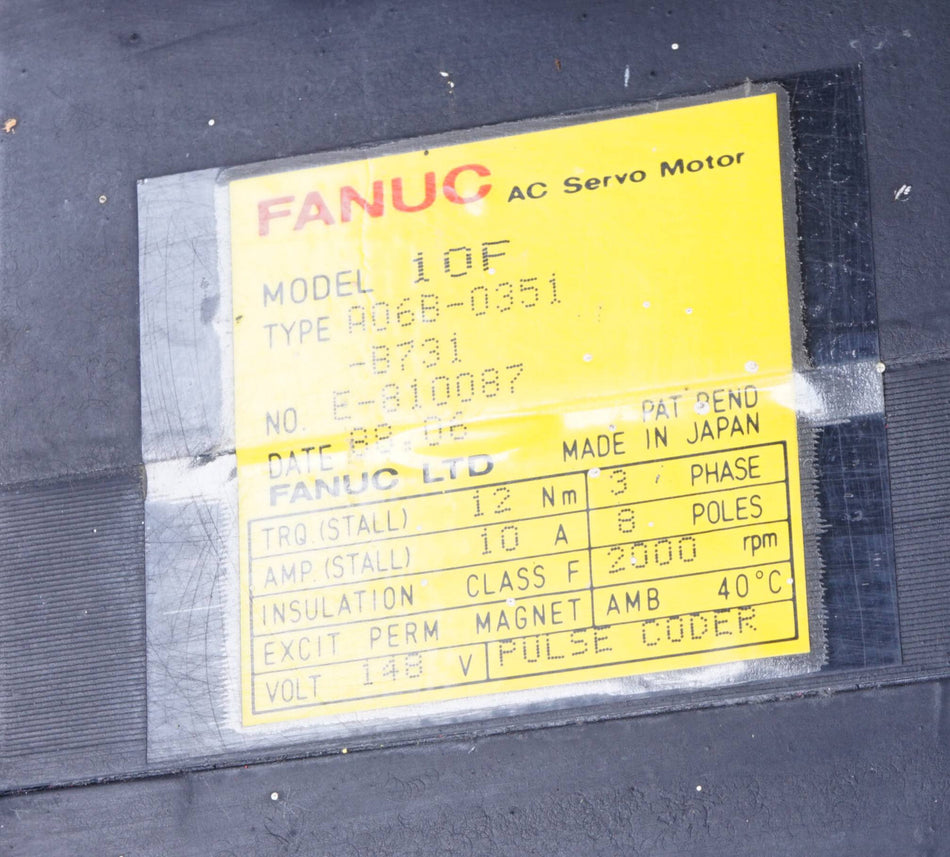 FANUC AC Servo Motor
MODEL 10F
TYPE A06B-0351
-B731
NO. E-810087
DATE 88.06
PAT PEND
FANUC LTD MADE IN JAPAN
TRQ.(STALL) 12 Nm 3 PHASE
AMP.(STALL) 10 A 8 POLES
INSULATION CLASS F 2000 rpm
EXCIT PERM MAGNET AMB 40°C
VOLT 148 V PULSE CODER